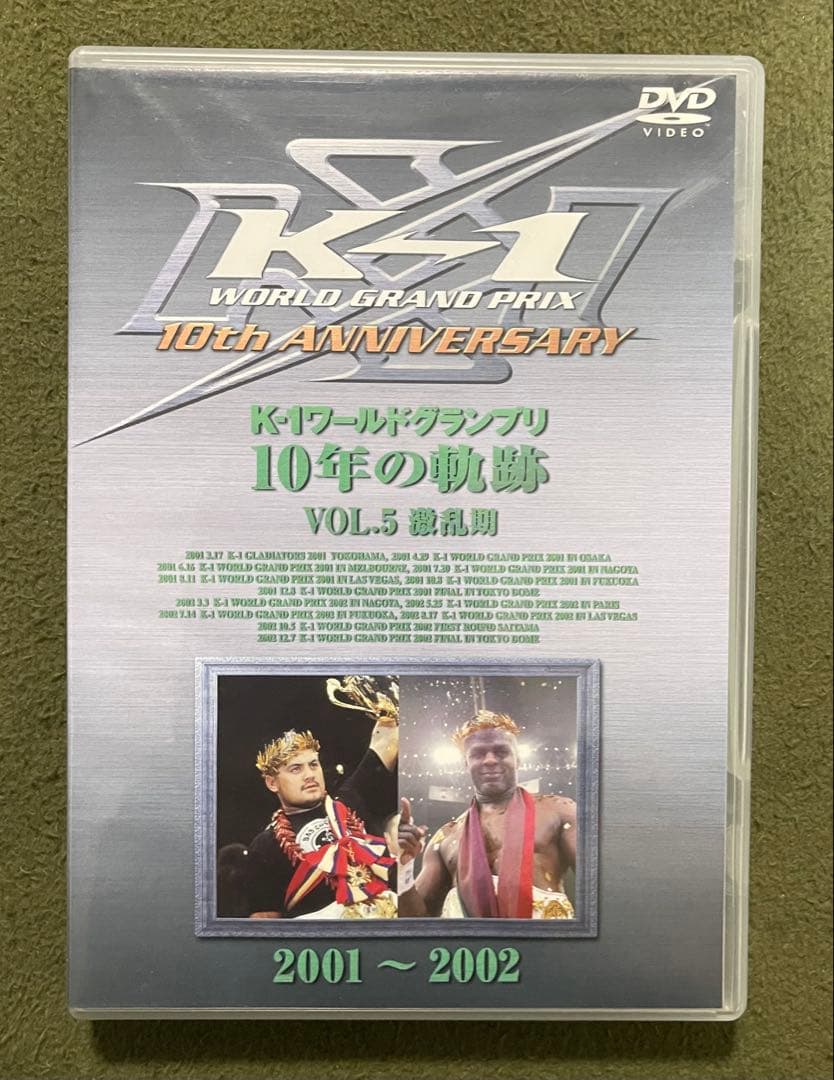 DVD
VIDEO
K-1
WORLD GRAND PRIX
10th ANNIVERSARY
K-1ワールドグランプリ
10年の軌跡
VOL.5 激乱期
2001 3.17 K-1 GLADIATORS 2001 YOKOHAMA, 2001 4.29 K-1 WORLD GRAND PRIX 2001 IN OSAKA
2001 6.16 K-1 WORLD GRAND PRIX 2001 IN MELBOURNE, 2001 7.20 K-1 WORLD GRAND PRIX 2001 IN NAGOYA
2001 8.11 K-1 WORLD GRAND PRIX 2001 IN LAS VEGAS, 2001 10.8 K-1 WORLD GRAND PRIX 2001 IN FUKUOKA
2001 12.8 K-1 WORLD GRAND PRIX 2001 FINAL IN TOKYO DOME
2002 3.3 K-1 WORLD GRAND PRIX 2002 IN NAGOYA, 2002 5.25 K-1 WORLD GRAND PRIX 2002 IN PARIS
2002 7.14 K-1 WORLD GRAND PRIX 2002 IN FUKUOKA, 2002 8.17 K-1 WORLD GRAND PRIX 2002 IN LAS VEGAS
2002 10.5 K-1 WORLD GRAND PRIX 2002 FIRST ROUND SAITAMA
2002 12.7 K-1 WORLD GRAND PRIX 2002 FINAL IN TOKYO DOME
2001～2002